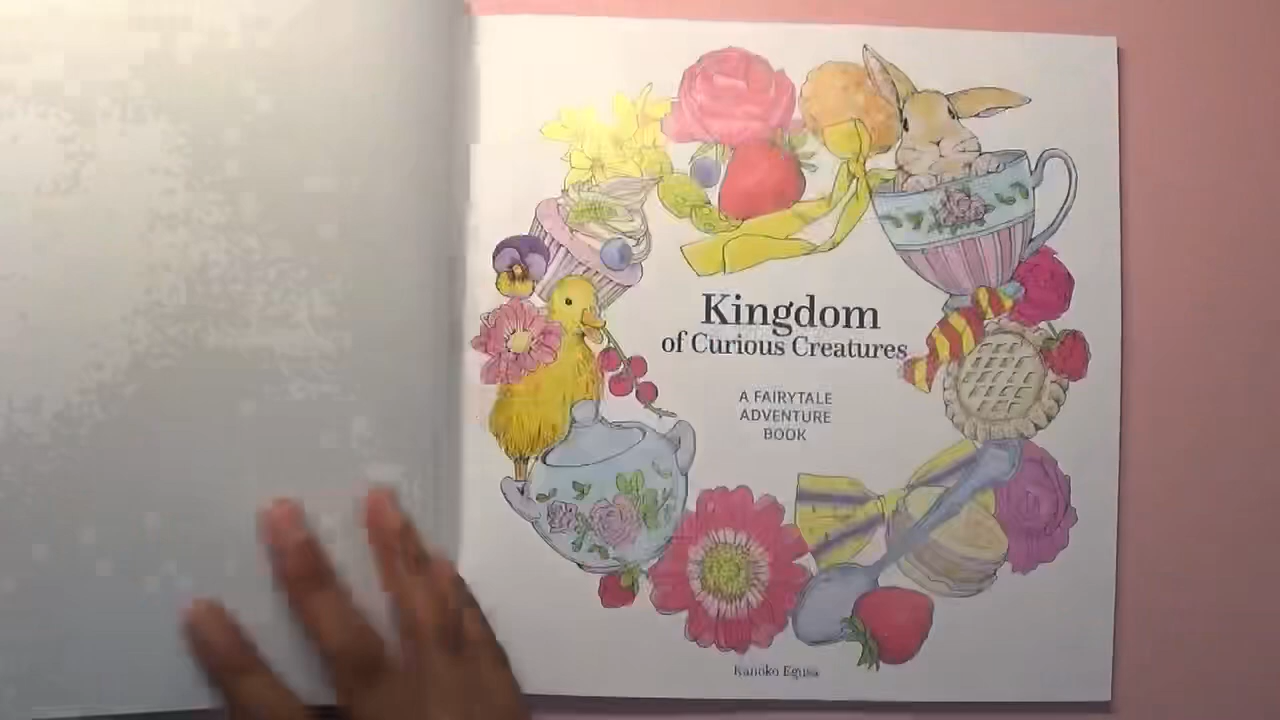 Kingdom
of Curious Creatures
A FAIRYTALE
ADVENTURE
BOOK
Kanoko Egusa